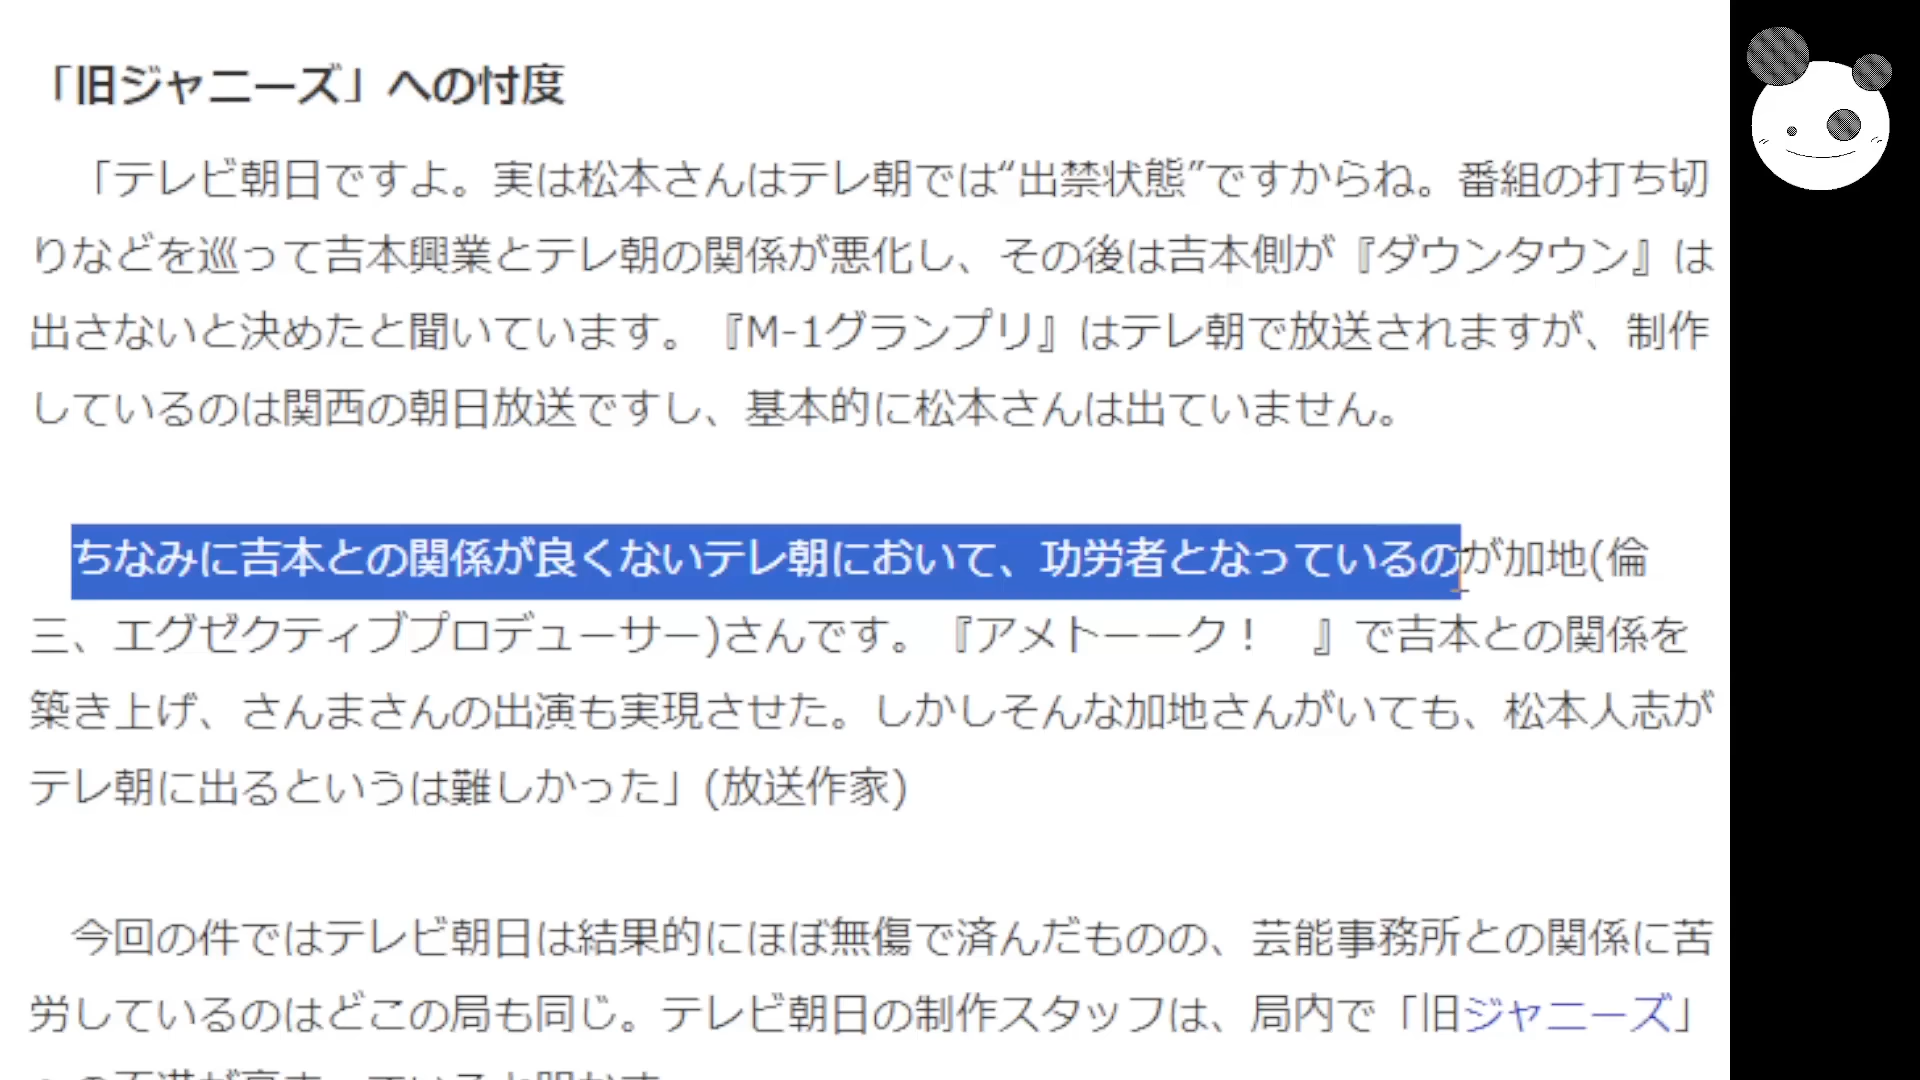 「旧ジャニーズ」への忖度
「テレビ朝日ですよ。実は松本さんはテレ朝では“出禁状態”ですからね。番組の打ち切
りなどを巡って吉本興業とテレ朝の関係が悪化し、その後は吉本側が『ダウンタウン』は
出さないと決めたと聞いています。『M-1グランプリ』はテレ朝で放送されますが、制作
しているのは関西の朝日放送ですし、基本的に松本さんは出ていません。
ちなみに吉本との関係が良くないテレ朝において、功労者となっているのが加地(倫
三、エグゼクティブプロデューサー)さんです。『アメトーーク！　』で吉本との関係を
築き上げ、さんまさんの出演も実現させた。しかしそんな加地さんがいても、松本人志が
テレ朝に出るというは難しかった」(放送作家)
今回の件ではテレビ朝日は結果的にほぼ無傷で済んだものの、芸能事務所との関係に苦
労しているのはどこの局も同じ。テレビ朝日の制作スタッフは、局内で「旧ジャニーズ」